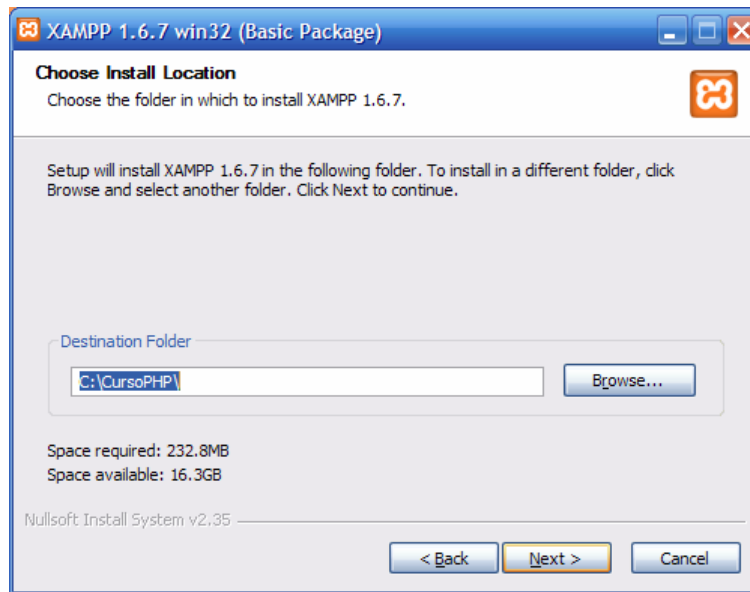 XAMPP 1.6.7 win32 (Basic Package)
Choose Install Location
Choose the folder in which to install XAMPP 1.6.7.
Setup will install XAMPP 1.6.7 in the following folder. To install in a different folder, click
Browse and select another folder. Click Next to continue.
Destination Folder
C:\CursoPHP\
Browse...
Space required: 232.8MB
Space available: 16.3GB
Nullsoft Install System v2.35
< Back
Next >
Cancel